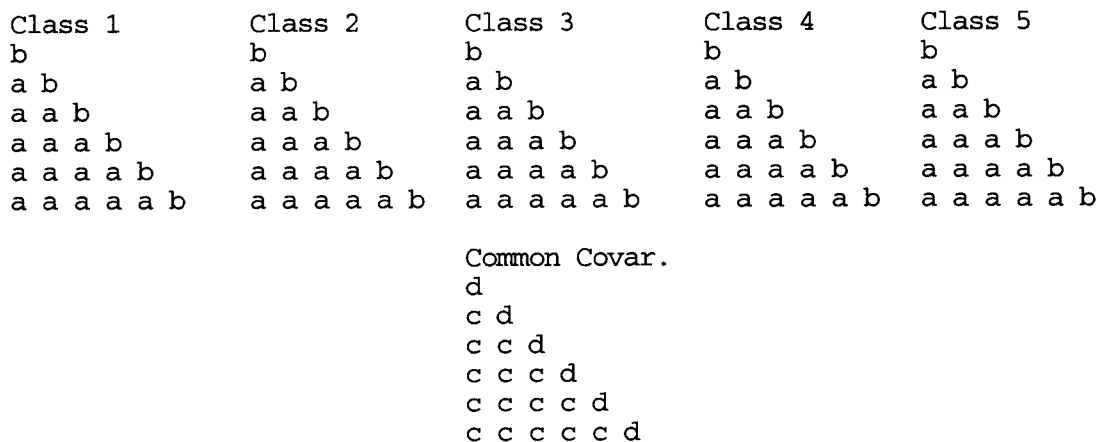 Class 1 Class 2 Class 3 Class 4 Class 5
b b b b b
a b a b a b a b a b
a a b a a b a a b a a b a a b
a a a b a a a b a a a b a a a b a a a b
a a a a b a a a a b a a a a b a a a a b a a a a b
a a a a a b a a a a a b a a a a a b a a a a a b a a a a a b
Common Covar.
d
c d
c c d
c c c d
c c c c d
c c c c c d